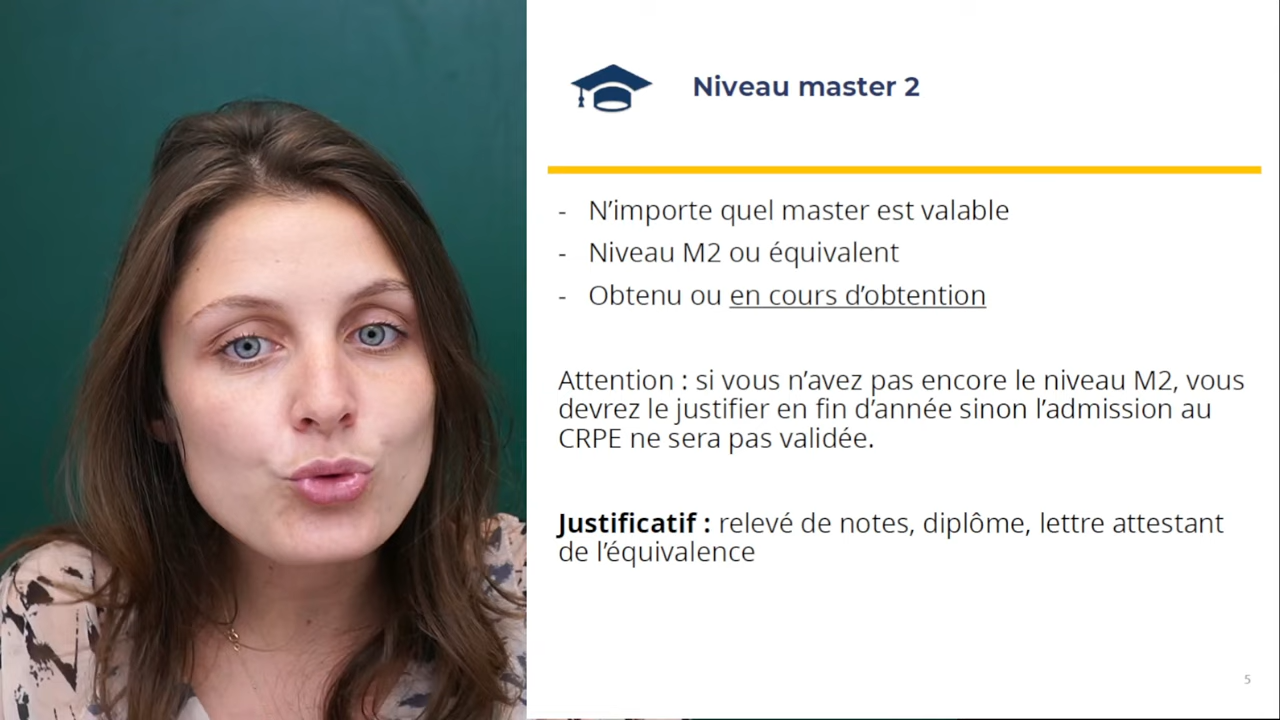 Niveau master 2
- N’importe quel master est valable
- Niveau M2 ou équivalent
- Obtenu ou en cours d’obtention
Attention : si vous n’avez pas encore le niveau M2, vous
devrez le justifier en fin d’année sinon l’admission au
CRPE ne sera pas validée.
Justificatif : relevé de notes, diplôme, lettre attestant
de l’équivalence
5